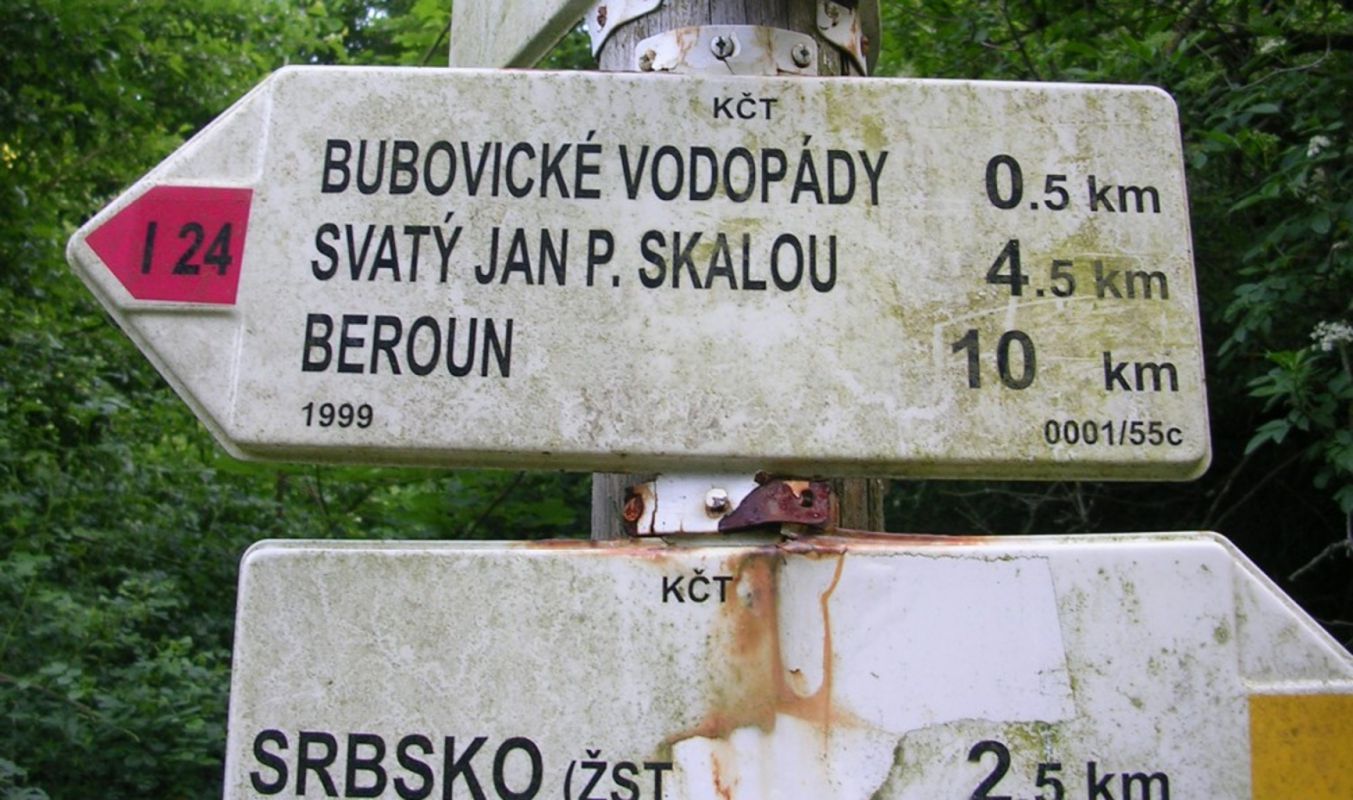 KČT
BUBOVICKÉ VODOPÁDY 0.5 km
I 24
SVATÝ JAN P. SKALOU 4.5 km
BEROUN 10 km
1999 0001/55c
KČT
SRBSKO (ŽST 2.5 km